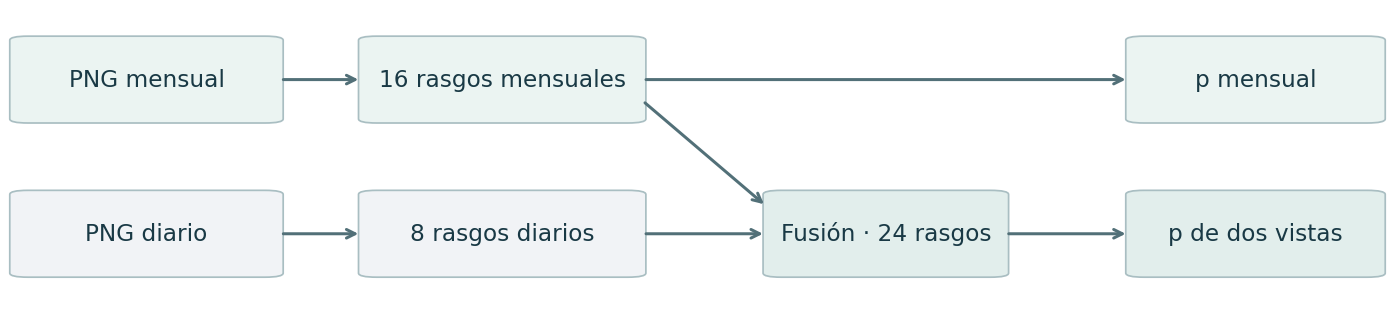 PNG mensual
16 rasgos mensuales
p mensual
PNG diario
8 rasgos diarios
Fusión · 24 rasgos
p de dos vistas